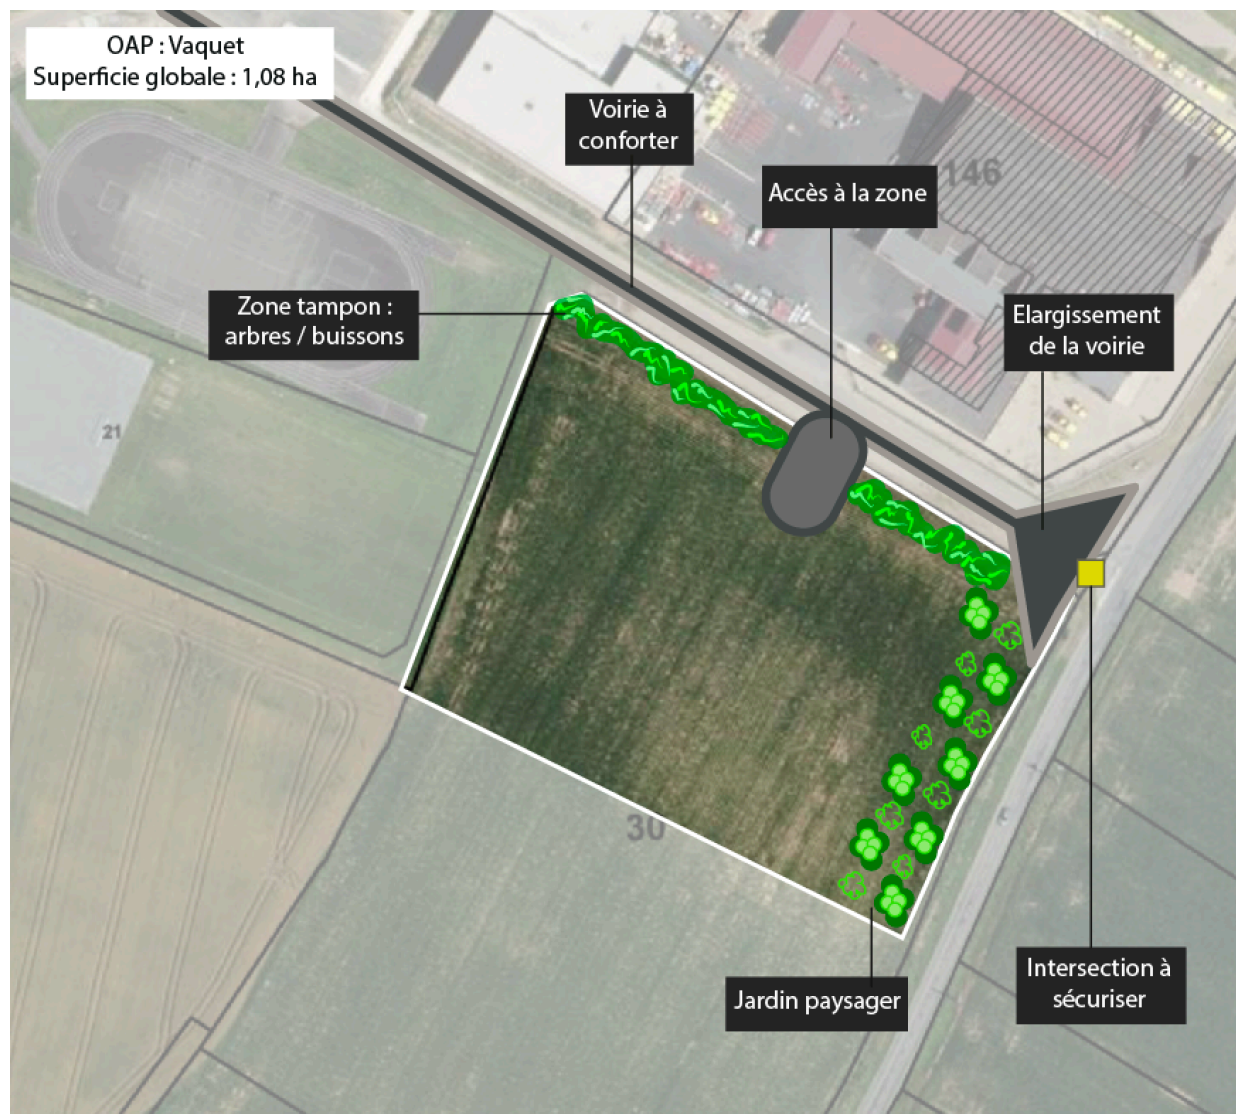 OAP : Vaquet
Superficie globale : 1,08 ha
Voirie à
conforter
Accès à la zone
146
Zone tampon :
arbres / buissons
Elargissement
de la voirie
21
30
Jardin paysager
Intersection à
sécuriser